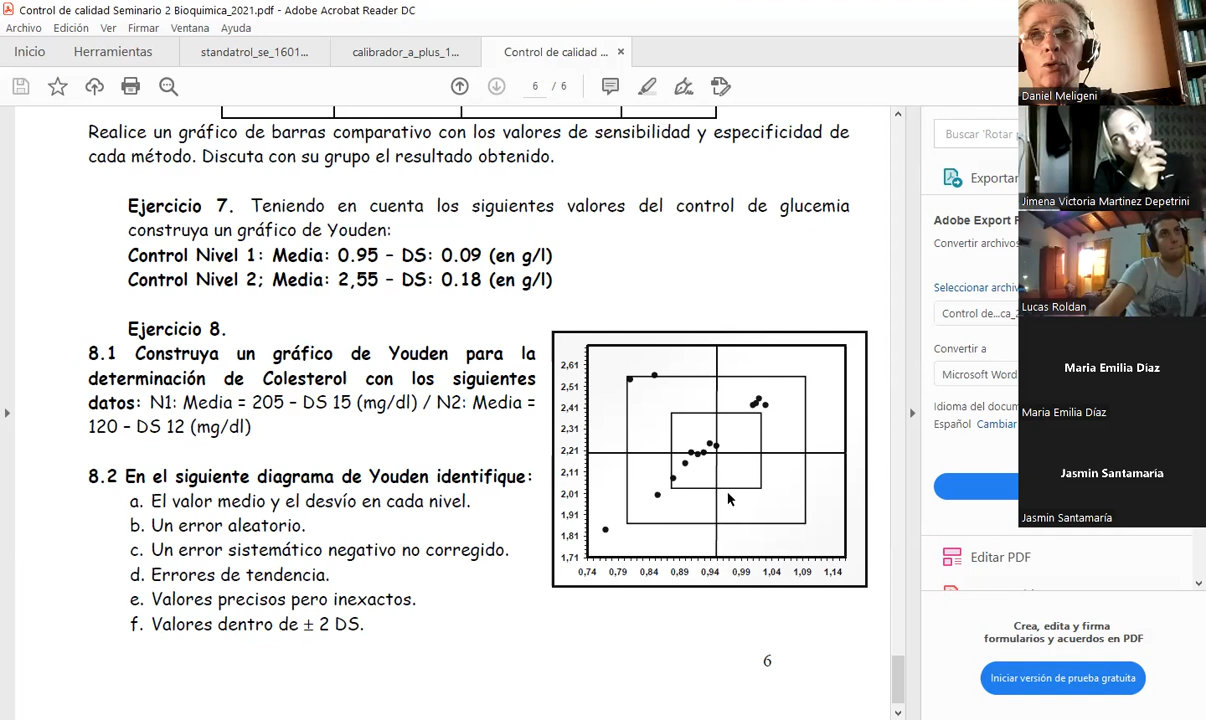 Control de calidad Seminario 2 Bioquimica_2021.pdf - Adobe Acrobat Reader DC
Archivo Edición Ver Firmar Ventana Ayuda
Inicio Herramientas standatrol_se_1601... calibrador_a_plus_1... Control de calidad ... ×
6 / 6
Realice un gráfico de barras comparativo con los valores de sensibilidad y especificidad de
cada método. Discuta con su grupo el resultado obtenido.
Ejercicio 7. Teniendo en cuenta los siguientes valores del control de glucemia
construya un gráfico de Youden:
Control Nivel 1: Media: 0.95 – DS: 0.09 (en g/l)
Control Nivel 2; Media: 2,55 – DS: 0.18 (en g/l)
Ejercicio 8.
8.1 Construya un gráfico de Youden para la
determinación de Colesterol con los siguientes
datos: N1: Media = 205 – DS 15 (mg/dl) / N2: Media =
120 – DS 12 (mg/dl)
8.2 En el siguiente diagrama de Youden identifique:
a. El valor medio y el desvío en cada nivel.
b. Un error aleatorio.
c. Un error sistemático negativo no corregido.
d. Errores de tendencia.
e. Valores precisos pero inexactos.
f. Valores dentro de ± 2 DS.
2,61
2,51
2,41
2,31
2,21
2,11
2,01
1,91
1,81
1,71
0,74 0,79 0,84 0,89 0,94 0,99 1,04 1,09 1,14
6
Buscar 'Rotar
Exportar
Adobe Export
Convertir archivos
Seleccionar archiv
Control de...ca_2
Convertir a
Microsoft Word
Idioma del docum
Español Cambiar
Editar PDF
Crea, edita y firma
formularios y acuerdos en PDF
Iniciar versión de prueba gratuita
Daniel Meligeni
Jimena Victoria Martinez Depetrini
Lucas Roldan
Maria Emilia Diaz
Maria Emilia Díaz
Jasmin Santamaría
Jasmin Santamaría